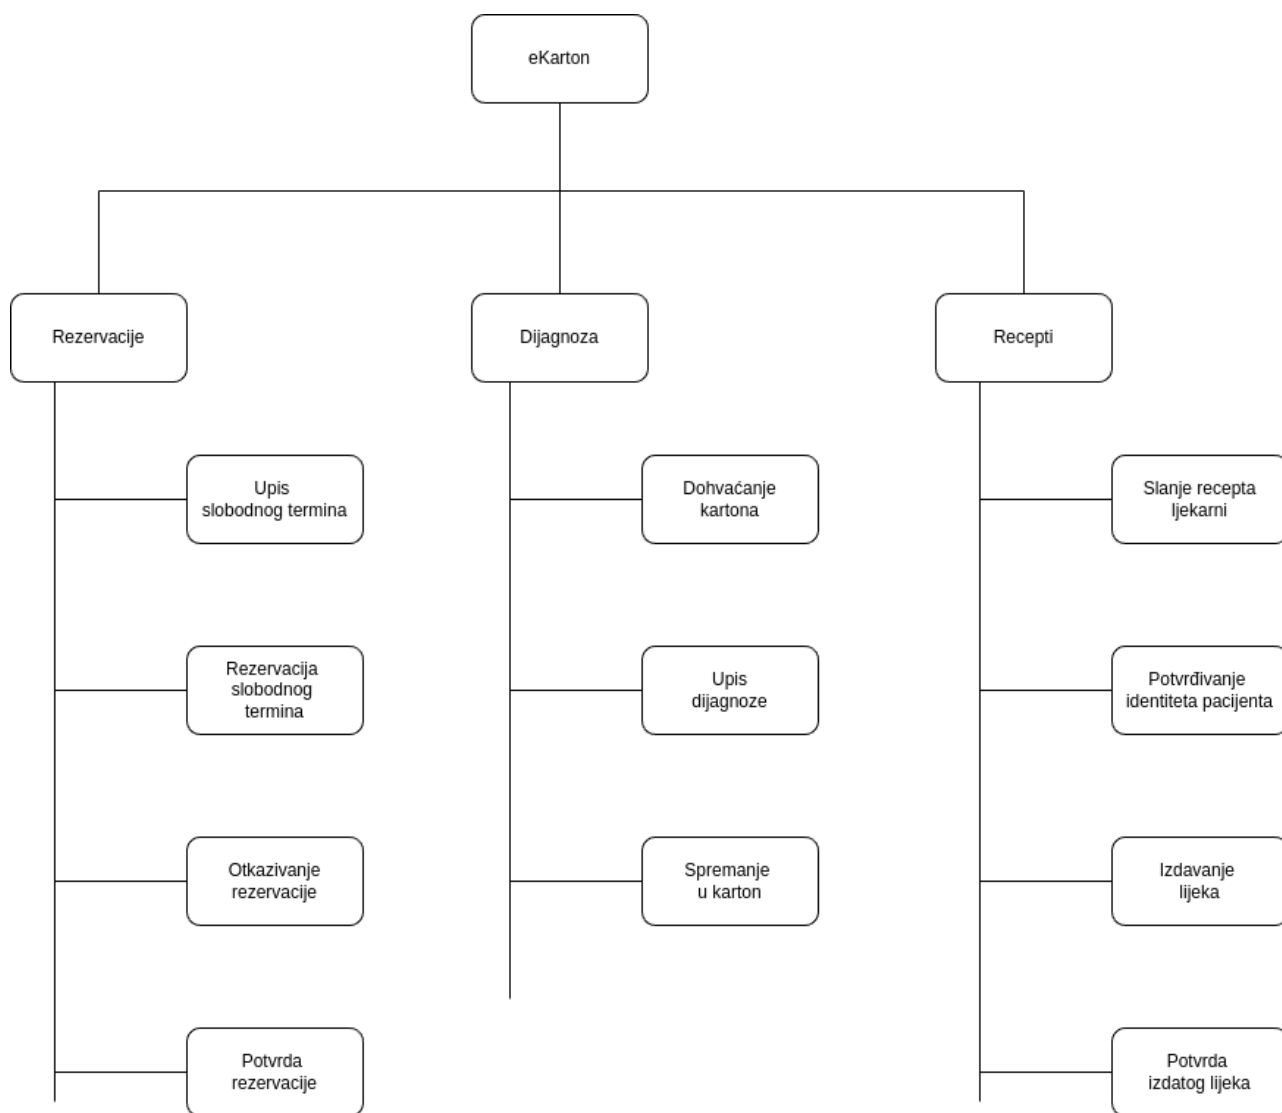 eKarton
Rezervacije
Dijagnoza
Recepti
Upis
slobodnog termina
Dohvaćanje
kartona
Slanje recepta
ljekarni
Rezervacija
slobodnog
termina
Upis
dijagnoze
Potvrđivanje
identiteta pacijenta
Otkazivanje
rezervacije
Spremanje
u karton
Izdavanje
lijeka
Potvrda
rezervacije
Potvrda
izdatog lijeka